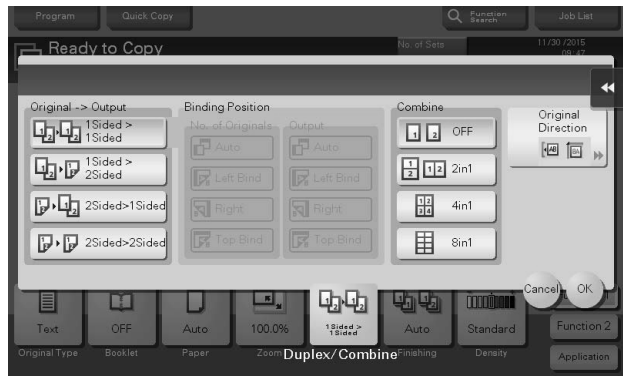 Program
Quick Copy
Function
Search
Job List
Ready to Copy
No. of Sets
11/30/2015
09:47
Original -> Output
Binding Position
Combine
Original
Direction
No. of Originals
Output
1Sided >
1Sided
Auto
Auto
OFF
1Sided >
2Sided
Left Bind
Left Bind
2in1
2Sided>1Sided
Right
Right
4in1
2Sided>2Sided
Top Bind
Top Bind
8in1
Cancel
OK
Text
OFF
Auto
100.0%
1Sided >
1Sided
Auto
Standard
Function 2
Original Type
Booklet
Paper
Zoom
Duplex/Combine
Finishing
Density
Application